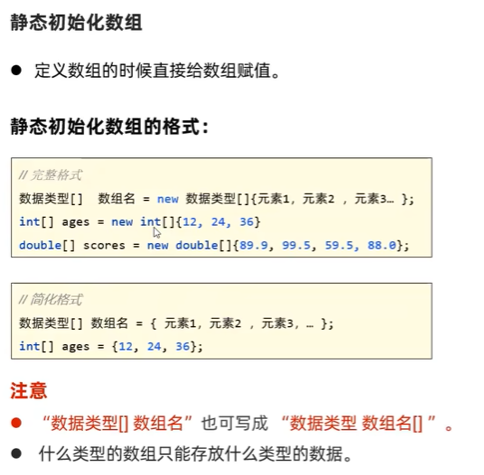 静态初始化数组
● 定义数组的时候直接给数组赋值。
静态初始化数组的格式：
// 完整格式
数据类型[]  数组名 = new 数据类型[]{元素1，元素2 ，元素3… };
int[] ages = new int[]{12, 24, 36}
double[] scores = new double[]{89.9, 99.5, 59.5, 88.0};
// 简化格式
数据类型[] 数组名 = { 元素1，元素2 ，元素3，… };
int[] ages = {12, 24, 36};
注意
● “数据类型[] 数组名”也可写成 “数据类型 数组名[] ” 。
● 什么类型的数组只能存放什么类型的数据。